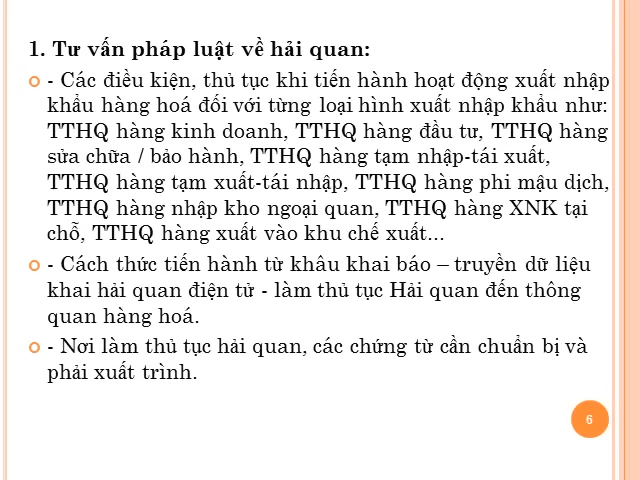 1. Tư vấn pháp luật về hải quan:
- Các điều kiện, thủ tục khi tiến hành hoạt động xuất nhập
khẩu hàng hoá đối với từng loại hình xuất nhập khẩu như:
TTHQ hàng kinh doanh, TTHQ hàng đầu tư, TTHQ hàng
sửa chữa / bảo hành, TTHQ hàng tạm nhập-tái xuất,
TTHQ hàng tạm xuất-tái nhập, TTHQ hàng phi mậu dịch,
TTHQ hàng nhập kho ngoại quan, TTHQ hàng XNK tại
chỗ, TTHQ hàng xuất vào khu chế xuất...
- Cách thức tiến hành từ khâu khai báo – truyền dữ liệu
khai hải quan điện tử - làm thủ tục Hải quan đến thông
quan hàng hoá.
- Nơi làm thủ tục hải quan, các chứng từ cần chuẩn bị và
phải xuất trình.
6